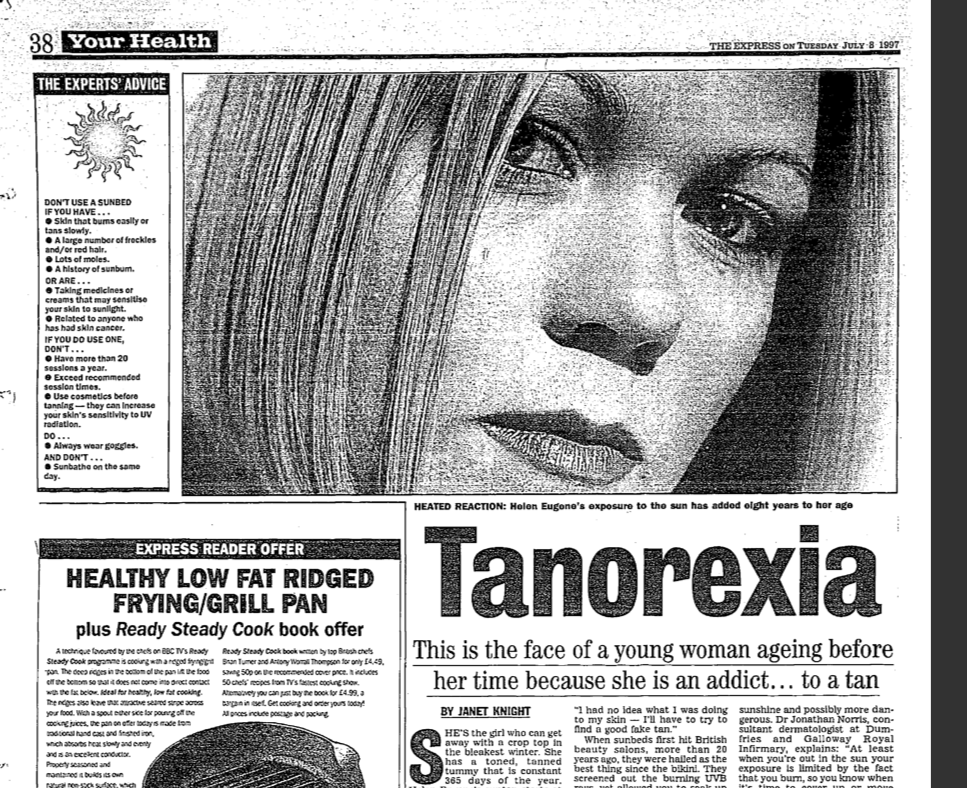 38 Your Health
THE EXPRESS ON TUESDAY JULY 8 1997
THE EXPERTS' ADVICE
DON'T USE A SUNBED
IF YOU HAVE . . .
● Skin that burns easily or
tans slowly.
● A large number of freckles
and/or red hair.
● Lots of moles.
● A history of sunburn.
OR ARE . . .
● Taking medicines or
creams that may sensitise
your skin to sunlight.
● Related to anyone who
has had skin cancer.
IF YOU DO USE ONE,
DON'T . . .
● Have more than 20
sessions a year.
● Exceed recommended
session times.
● Use cosmetics before
tanning — they can increase
your skin's sensitivity to UV
radiation.
DO . . .
● Always wear goggles.
AND DON'T . . .
● Sunbathe on the same
day.
HEATED REACTION: Helen Eugene's exposure to the sun has added eight years to her age
EXPRESS READER OFFER
HEALTHY LOW FAT RIDGED
FRYING/GRILL PAN
plus Ready Steady Cook book offer
A technique favoured by the chefs on BBC TV's Ready
Steady Cook programme is cooking with a ridged frying/grill
pan. The deep ridges in the bottom of the pan lift the food
off the bottom so that it does not come into direct contact
with the fat below. Ideal for healthy, low fat cooking.
The ridges also leave that attractive seared stripe across
your food. With a spout either side for pouring off the
cooking juices, the pan on offer today is made from
traditional hand cast and finished iron,
which absorbs heat slowly and evenly
and is an excellent conductor.
Properly seasoned and
maintained it builds its own
natural non-stick surface, which
Ready Steady Cook book written by top British chefs
Brian Turner and Antony Worrall Thompson for only £4.49,
saving 50p on the recommended cover price. It includes
50 chefs' recipes from TV's fastest cooking show.
Alternatively you can just buy the book for £4.99, a
bargain in itself. Get cooking and order yours today!
All prices include postage and packing.
Tanorexia
This is the face of a young woman ageing before
her time because she is an addict... to a tan
BY JANET KNIGHT
SHE'S the girl who can get
away with a crop top in
the bleakest winter. She
has a toned, tanned
tummy that is constant
365 days of the year.
"I had no idea what I was doing
to my skin — I'll have to try to
find a good fake tan."
When sunbeds first hit British
beauty salons, more than 20
years ago, they were hailed as the
best thing since the bikini. They
screened out the burning UVB
sunshine and possibly more dan-
gerous. Dr Jonathan Norris, con-
sultant dermatologist at Dum-
fries and Galloway Royal
Infirmary, explains: "At least
when you're out in the sun your
exposure is limited by the fact
that you burn, so you know when